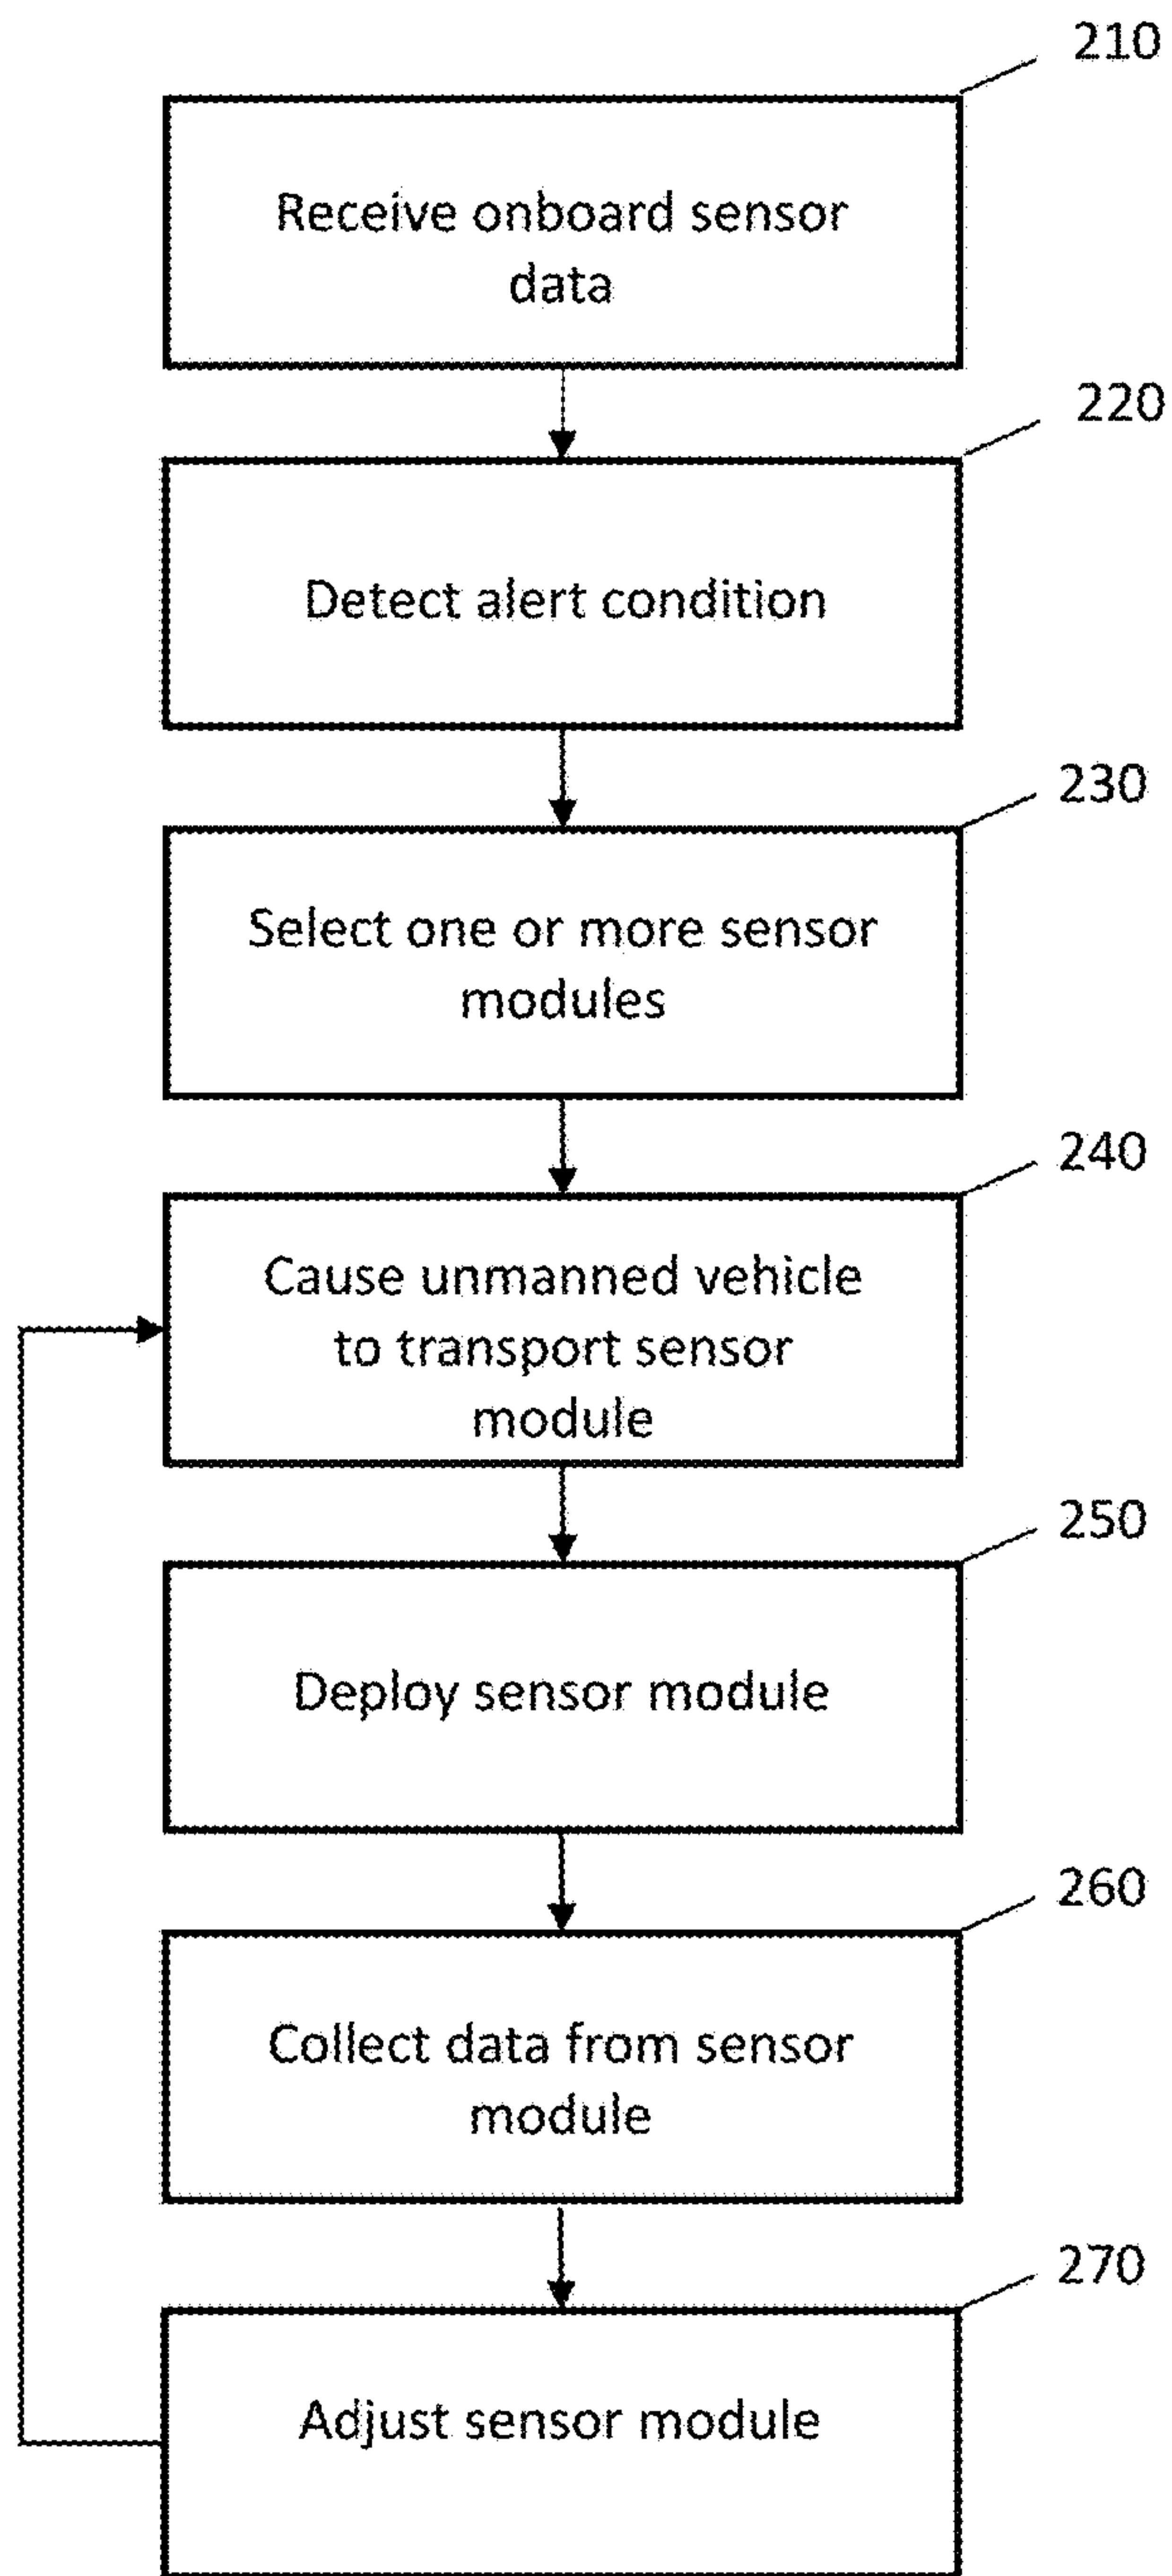 210
Receive onboard sensor
data
220
Detect alert condition
230
Select one or more sensor
modules
240
Cause unmanned vehicle
to transport sensor
module
250
Deploy sensor module
260
Collect data from sensor
module
270
Adjust sensor module